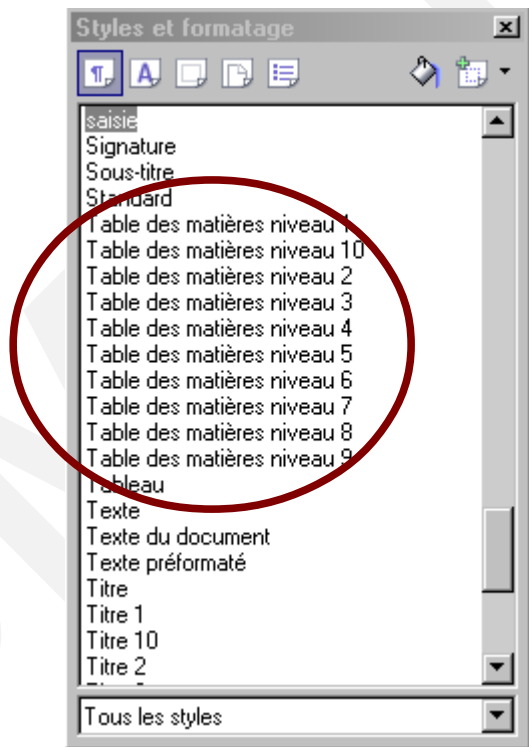 Styles et formatage
saisie
Signature
Sous-titre
Standard
Table des matières niveau 1
Table des matières niveau 10
Table des matières niveau 2
Table des matières niveau 3
Table des matières niveau 4
Table des matières niveau 5
Table des matières niveau 6
Table des matières niveau 7
Table des matières niveau 8
Table des matières niveau 9
Tableau
Texte
Texte du document
Texte préformaté
Titre
Titre 1
Titre 10
Titre 2
Tous les styles